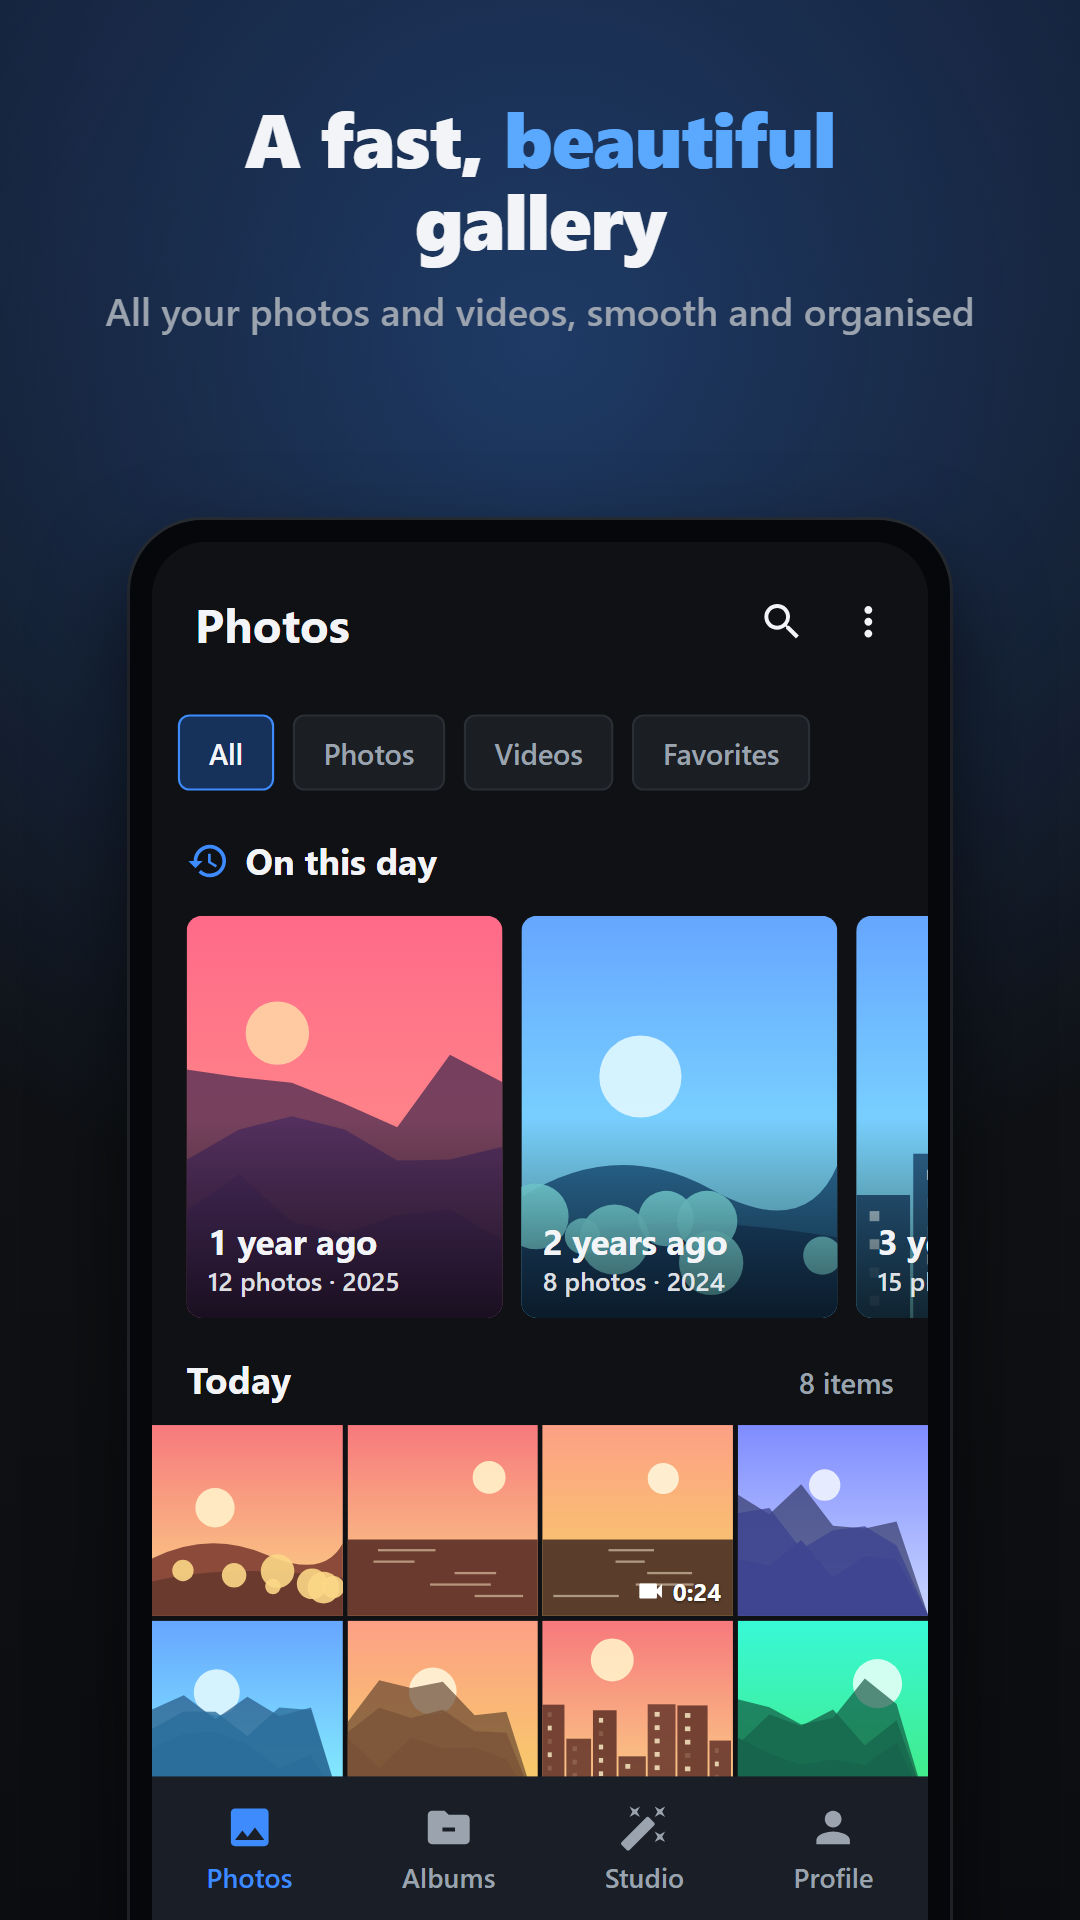 A fast, beautiful
gallery
All your photos and videos, smooth and organised
Photos
All
Photos
Videos
Favorites
On this day
1 year ago
12 photos · 2025
2 years ago
8 photos · 2024
Today
8 items
0:24
Photos
Albums
Studio
Profile